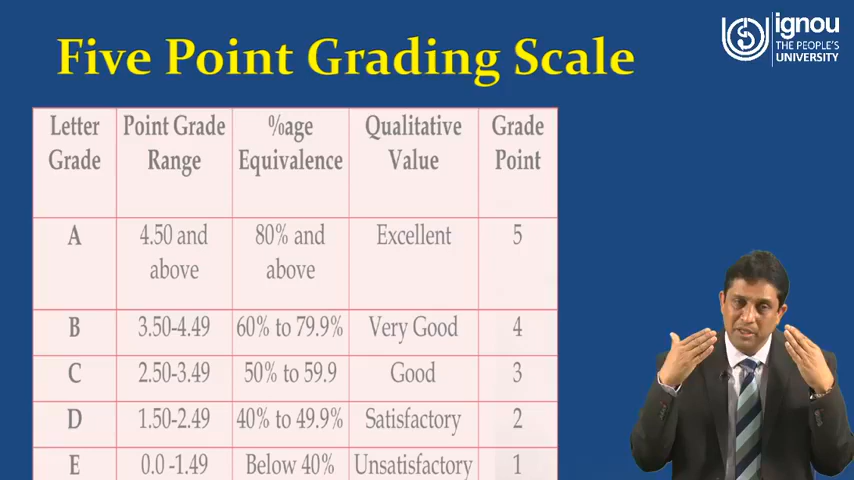 ignou
THE PEOPLE'S
UNIVERSITY
Five Point Grading Scale
Letter Grade	Point Grade Range	%age Equivalence	Qualitative Value	Grade Point
A	4.50 and above	80% and above	Excellent	5
B	3.50-4.49	60% to 79.9%	Very Good	4
C	2.50-3.49	50% to 59.9	Good	3
D	1.50-2.49	40% to 49.9%	Satisfactory	2
E	0.0 -1.49	Below 40%	Unsatisfactory	1